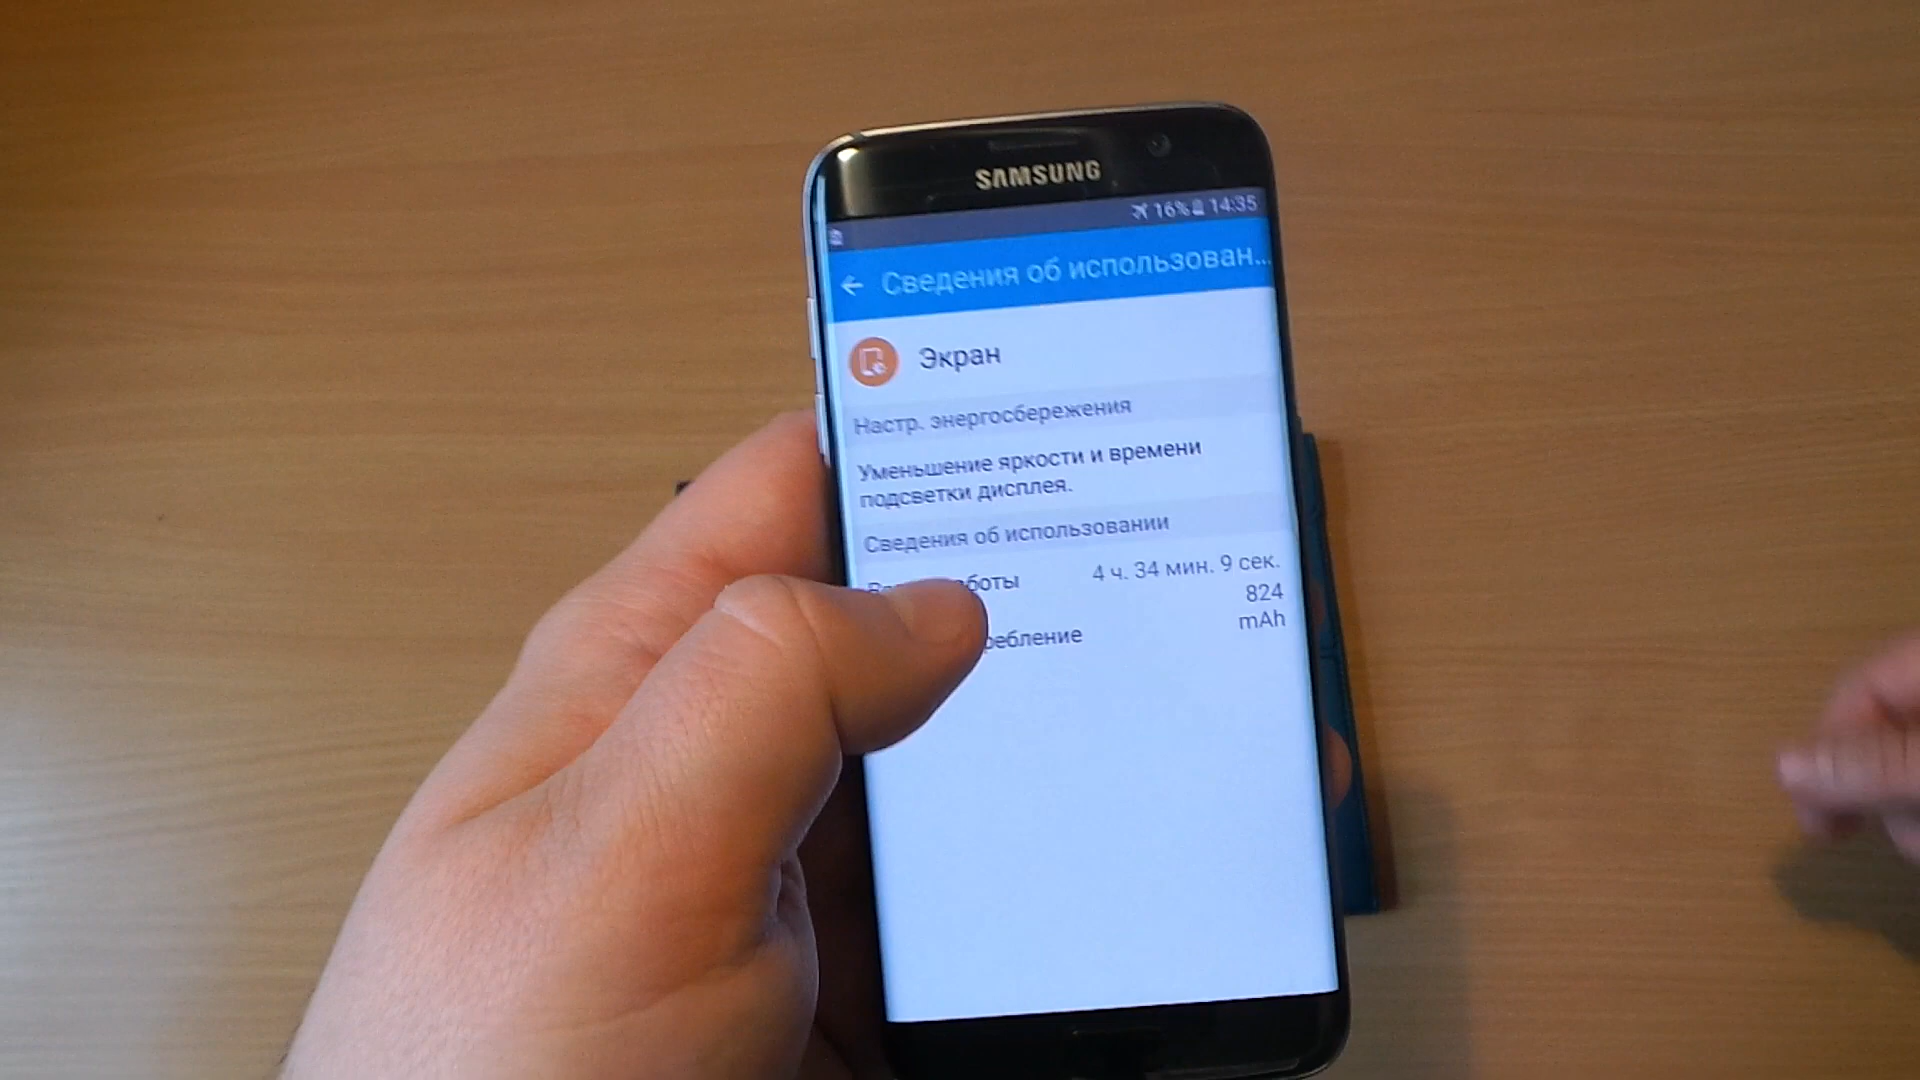 SAMSUNG
16% 14:35
Сведения об использован...
Экран
Настр. энергосбережения
Уменьшение яркости и времени
подсветки дисплея.
Сведения об использовании
4 ч. 34 мин. 9 сек.
824
mAh